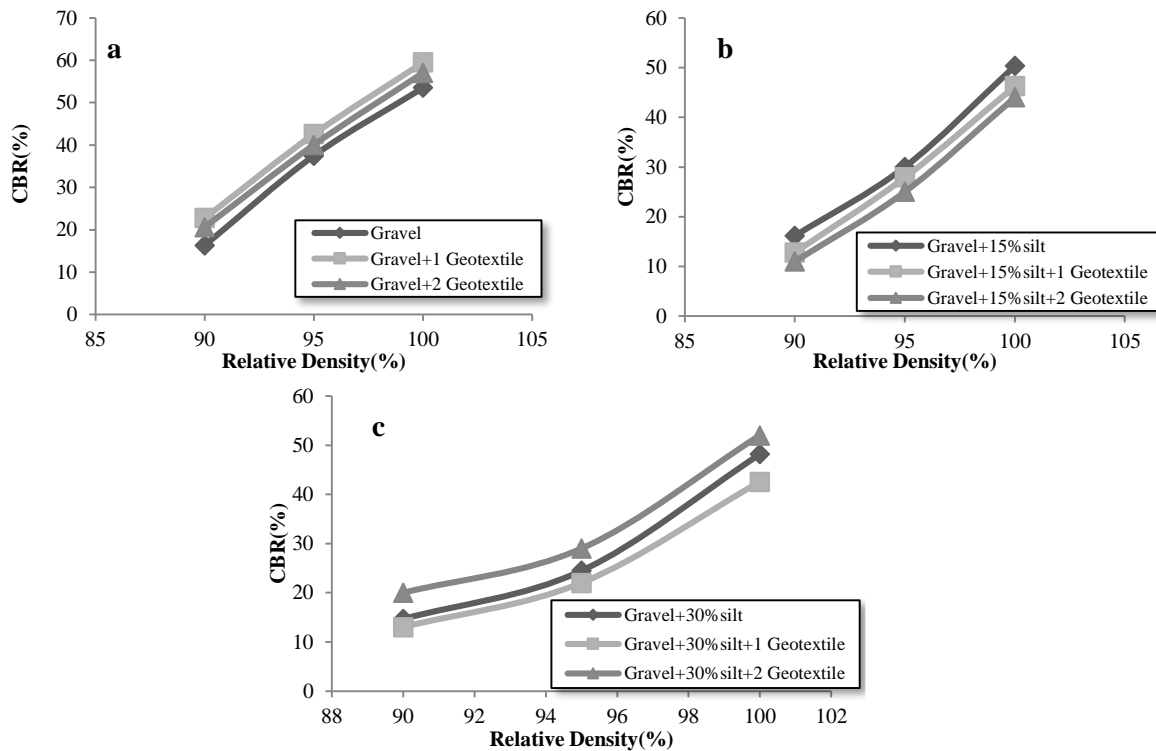 a
70
60
50
40
30
20
10
0
CBR(%)
Gravel
Gravel+1 Geotextile
Gravel+2 Geotextile
85 90 95 100 105
Relative Density(%)
b
60
50
40
30
20
10
0
CBR(%)
Gravel+15%silt
Gravel+15%silt+1 Geotextile
Gravel+15%silt+2 Geotextile
85 90 95 100 105
Relative Density(%)
c
60
50
40
30
20
10
0
CBR(%)
Gravel+30%silt
Gravel+30%silt+1 Geotextile
Gravel+30%silt+2 Geotextile
88 90 92 94 96 98 100 102
Relative Density(%)